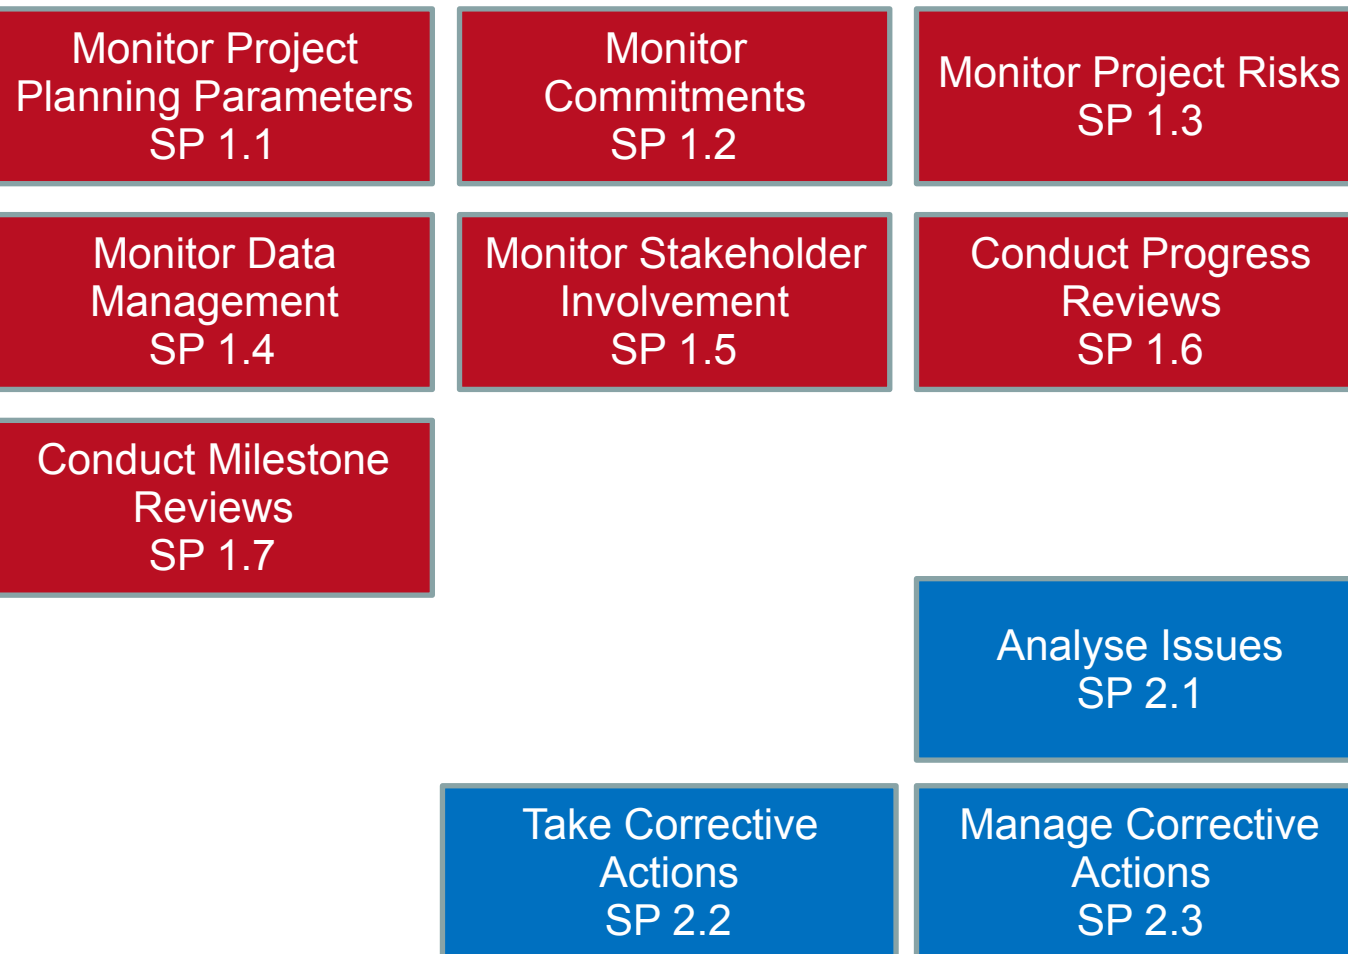 Monitor Project
Planning Parameters
SP 1.1
Monitor
Commitments
SP 1.2
Monitor Project Risks
SP 1.3
Monitor Data
Management
SP 1.4
Monitor Stakeholder
Involvement
SP 1.5
Conduct Progress
Reviews
SP 1.6
Conduct Milestone
Reviews
SP 1.7
Analyse Issues
SP 2.1
Take Corrective
Actions
SP 2.2
Manage Corrective
Actions
SP 2.3